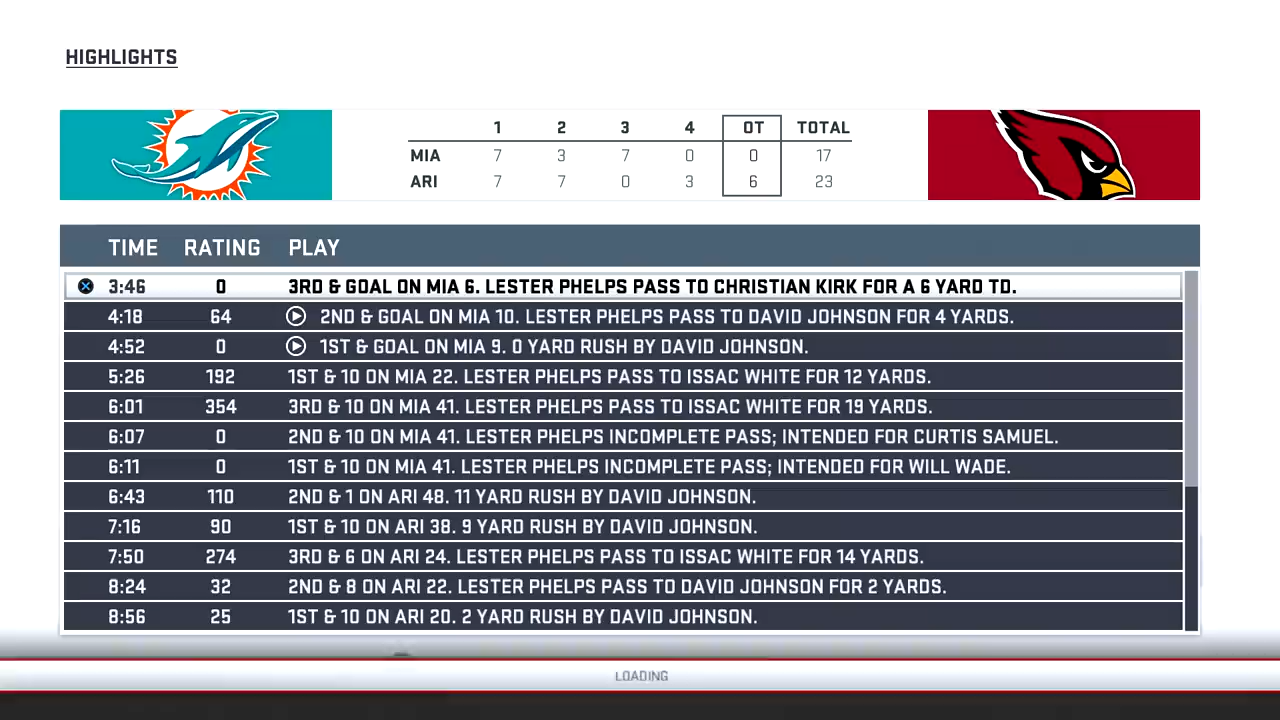 HIGHLIGHTS
1 2 3 4 OT TOTAL
MIA 7 3 7 0 0 17
ARI 7 7 0 3 6 23
TIME RATING PLAY
3:46 0 3RD & GOAL ON MIA 6. LESTER PHELPS PASS TO CHRISTIAN KIRK FOR A 6 YARD TD.
4:18 64 2ND & GOAL ON MIA 10. LESTER PHELPS PASS TO DAVID JOHNSON FOR 4 YARDS.
4:52 0 1ST & GOAL ON MIA 9. 0 YARD RUSH BY DAVID JOHNSON.
5:26 192 1ST & 10 ON MIA 22. LESTER PHELPS PASS TO ISSAC WHITE FOR 12 YARDS.
6:01 354 3RD & 10 ON MIA 41. LESTER PHELPS PASS TO ISSAC WHITE FOR 19 YARDS.
6:07 0 2ND & 10 ON MIA 41. LESTER PHELPS INCOMPLETE PASS; INTENDED FOR CURTIS SAMUEL.
6:11 0 1ST & 10 ON MIA 41. LESTER PHELPS INCOMPLETE PASS; INTENDED FOR WILL WADE.
6:43 110 2ND & 1 ON ARI 48. 11 YARD RUSH BY DAVID JOHNSON.
7:16 90 1ST & 10 ON ARI 38. 9 YARD RUSH BY DAVID JOHNSON.
7:50 274 3RD & 6 ON ARI 24. LESTER PHELPS PASS TO ISSAC WHITE FOR 14 YARDS.
8:24 32 2ND & 8 ON ARI 22. LESTER PHELPS PASS TO DAVID JOHNSON FOR 2 YARDS.
8:56 25 1ST & 10 ON ARI 20. 2 YARD RUSH BY DAVID JOHNSON.
LOADING